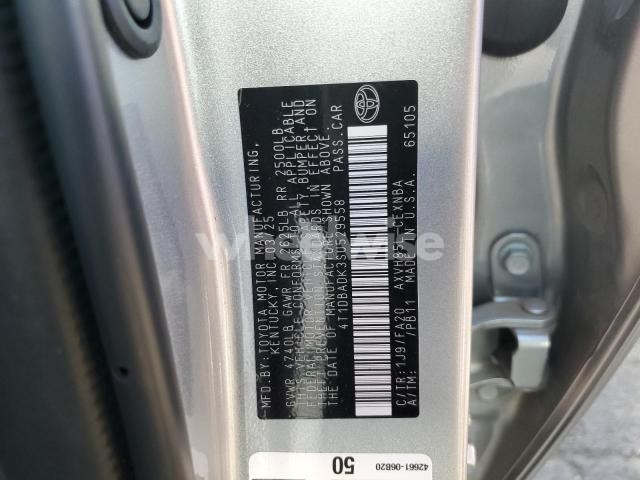 MFD.BY:TOYOTA MOTOR MANUFACTURING,
KENTUCKY, INC. 03/25
GVWR 4740LB GAWR FR 2645LB RR 2500LB
THIS VEHICLE CONFORMS TO ALL APPLICABLE
FEDERAL MOTOR VEHICLE SAFETY, BUMPER, AND
THEFT PREVENTION STANDARDS IN EFFECT ON
THE DATE OF MANUFACTURE SHOWN ABOVE.
4T1DBADK3SU529558 PASS.CAR
C/TR:1J9/FA20 AXVH85L-CEXNBA
A/TM: /PB11 MADE IN U.S.A. 65105
50
42661-06B20